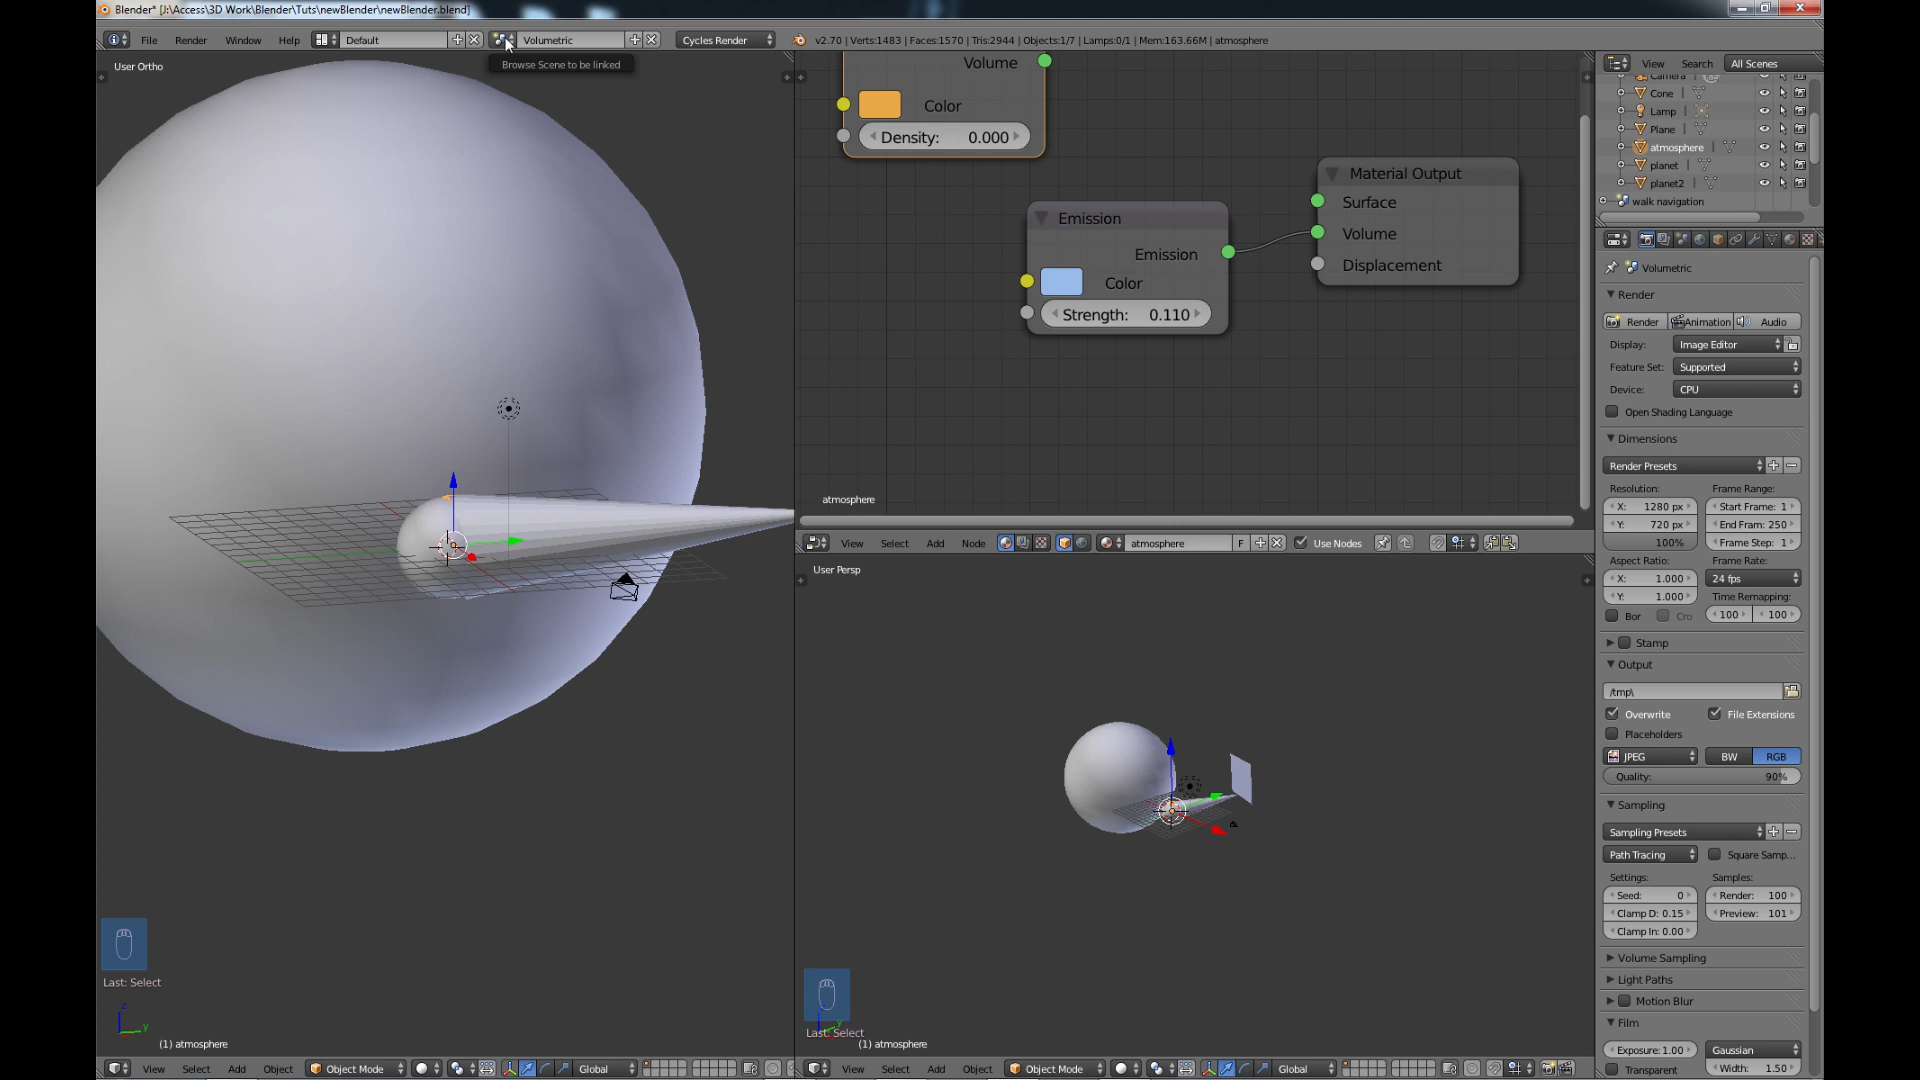 Blender* [J:\Access\3D Work\Blender\Tuts\newBlender\newBlender.blend]
File Render Window Help Default Volumetric Cycles Render v2.70 | Verts:1483 | Faces:1570 | Tris:2944 | Objects:1/7 | Lamps:0/1 | Mem:163.66M | atmosphere
Browse Scene to be linked
User Ortho
Last: Select
z
y
(1) atmosphere
View Select Add Object Object Mode Global
Volume
Color
Density: 0.000
Emission
Emission
Color
Strength: 0.110
Material Output
Surface
Volume
Displacement
atmosphere
View Select Add Node atmosphere F Use Nodes
User Persp
Last: Select
(1) atmosphere
View Select Add Object Object Mode Global
View Search All Scenes
Camera
Cone
Lamp
Plane
atmosphere
planet
planet2
walk navigation
Volumetric
Render
Render Animation Audio
Display: Image Editor
Feature Set: Supported
Device: CPU
Open Shading Language
Dimensions
Render Presets
Resolution: Frame Range:
X: 1280 px Start Frame: 1
Y: 720 px End Fram: 250
100% Frame Step: 1
Aspect Ratio: Frame Rate:
X: 1.000 24 fps
Y: 1.000 Time Remapping:
Bor Cro 100 100
Stamp
Output
/tmp\
Overwrite File Extensions
Placeholders
JPEG BW RGB
Quality: 90%
Sampling
Sampling Presets
Path Tracing Square Samp...
Settings: Samples:
Seed: 0 Render: 100
Clamp D: 0.15 Preview: 101
Clamp In: 0.00
Volume Sampling
Light Paths
Motion Blur
Film
Exposure: 1.00 Gaussian
Transparent Width: 1.50